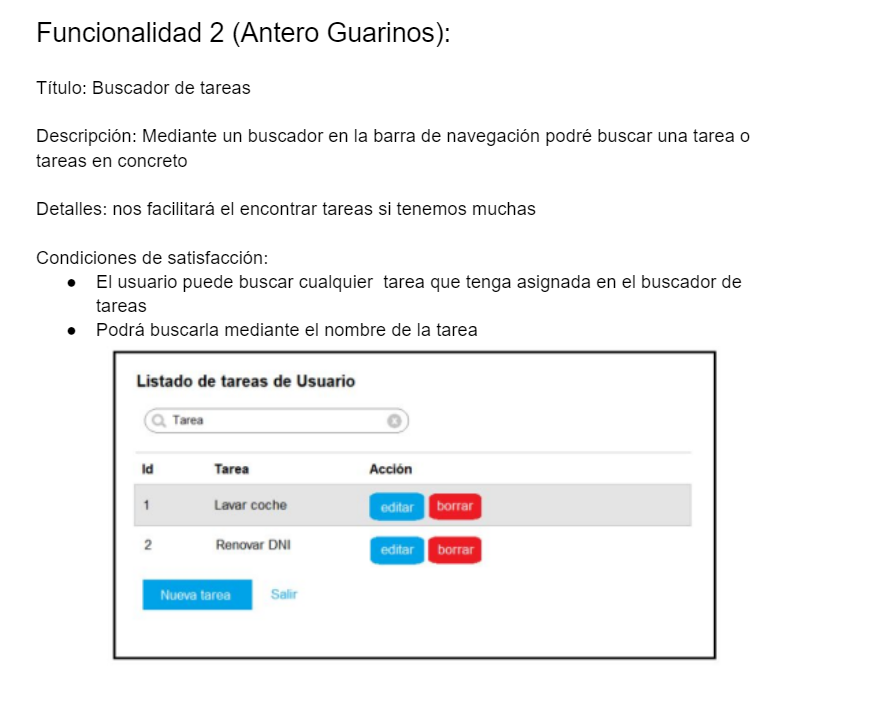 Funcionalidad 2 (Antero Guarinos):
Título: Buscador de tareas
Descripción: Mediante un buscador en la barra de navegación podré buscar una tarea o
tareas en concreto
Detalles: nos facilitará el encontrar tareas si tenemos muchas
Condiciones de satisfacción:
● El usuario puede buscar cualquier  tarea que tenga asignada en el buscador de
tareas
● Podrá buscarla mediante el nombre de la tarea
Listado de tareas de Usuario
Tarea
Id Tarea Acción
1 Lavar coche editar borrar
2 Renovar DNI editar borrar
Nueva tarea Salir